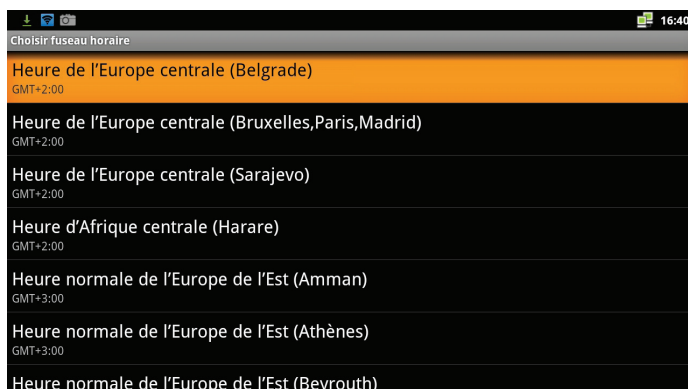 16:40
Choisir fuseau horaire
Heure de l'Europe centrale (Belgrade)
GMT+2:00
Heure de l'Europe centrale (Bruxelles,Paris,Madrid)
GMT+2:00
Heure de l'Europe centrale (Sarajevo)
GMT+2:00
Heure d'Afrique centrale (Harare)
GMT+2:00
Heure normale de l'Europe de l'Est (Amman)
GMT+3:00
Heure normale de l'Europe de l'Est (Athènes)
GMT+3:00
Heure normale de l'Europe de l'Est (Beyrouth)